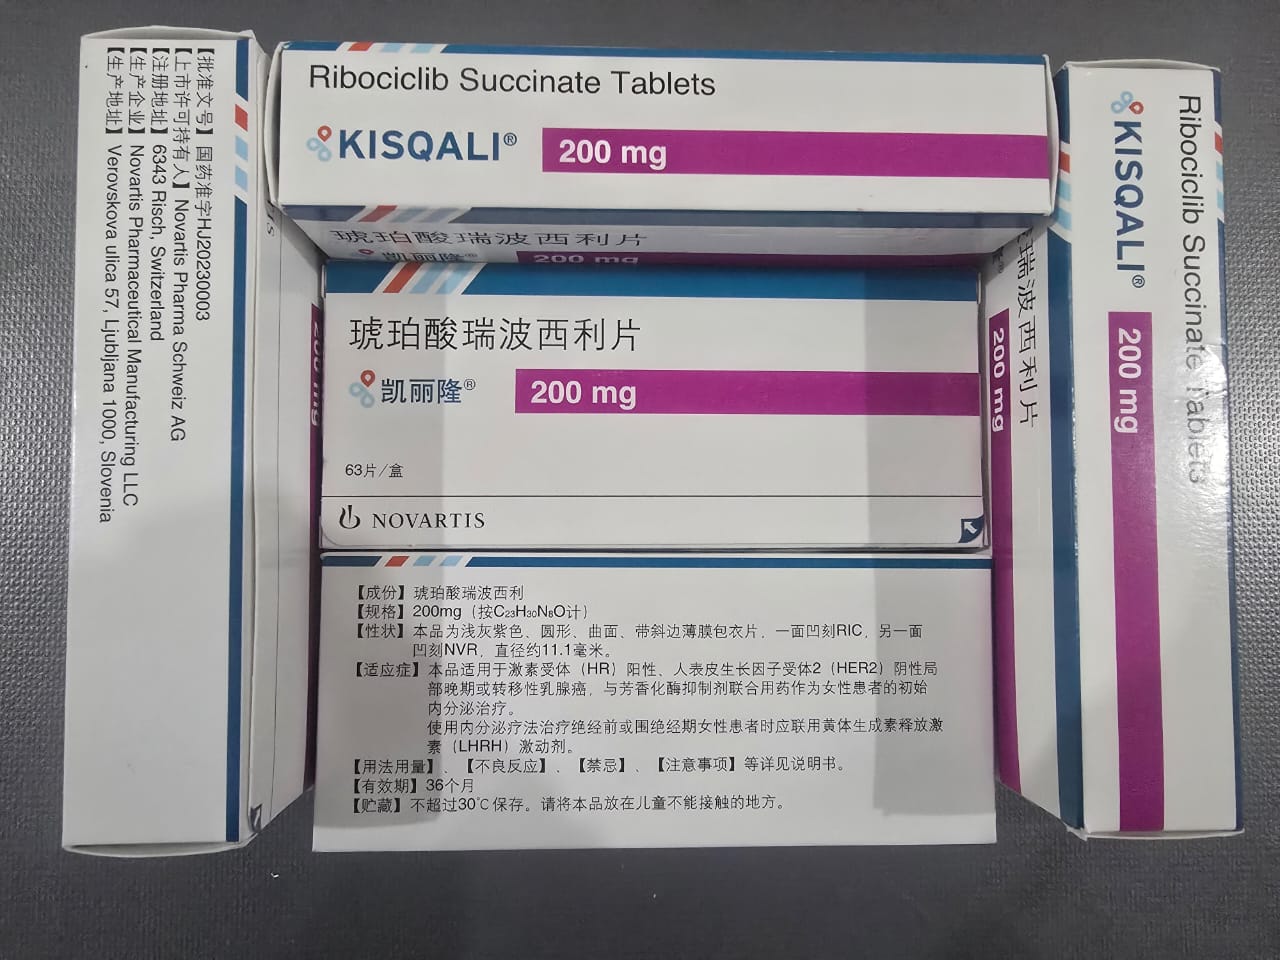 Ribociclib Succinate Tablets
KISQALI® 200 mg
琥珀酸瑞波西利片
凯丽隆® 200 mg
琥珀酸瑞波西利片
凯丽隆® 200 mg
63片/盒
NOVARTIS
【成份】琥珀酸瑞波西利
【规格】200mg（按C₂₃H₃₀N₈O计）
【性状】本品为浅灰紫色、圆形、曲面、带斜边薄膜包衣片，一面凹刻RIC，另一面
凹刻NVR，直径约11.1毫米。
【适应症】本品适用于激素受体（HR）阳性、人表皮生长因子受体2（HER2）阴性局
部晚期或转移性乳腺癌，与芳香化酶抑制剂联合用药作为女性患者的初始
内分泌治疗。
使用内分泌疗法治疗绝经前或围绝经期女性患者时应联用黄体生成素释放激
素（LHRH）激动剂。
【用法用量】、【不良反应】、【禁忌】、【注意事项】等详见说明书。
【有效期】36个月
【贮藏】不超过30℃保存。请将本品放在儿童不能接触的地方。
【批准文号】国药准字HJ20230003
【上市许可持有人】Novartis Pharma Schweiz AG
【注册地址】6343 Risch, Switzerland
【生产企业】Novartis Pharmaceutical Manufacturing LLC
【生产地址】Verovskova ulica 57, Ljubljana 1000, Slovenia
200 mg
瑞波西利片
200 mg
Ribociclib Succinate Tablets
KISQALI® 200 mg